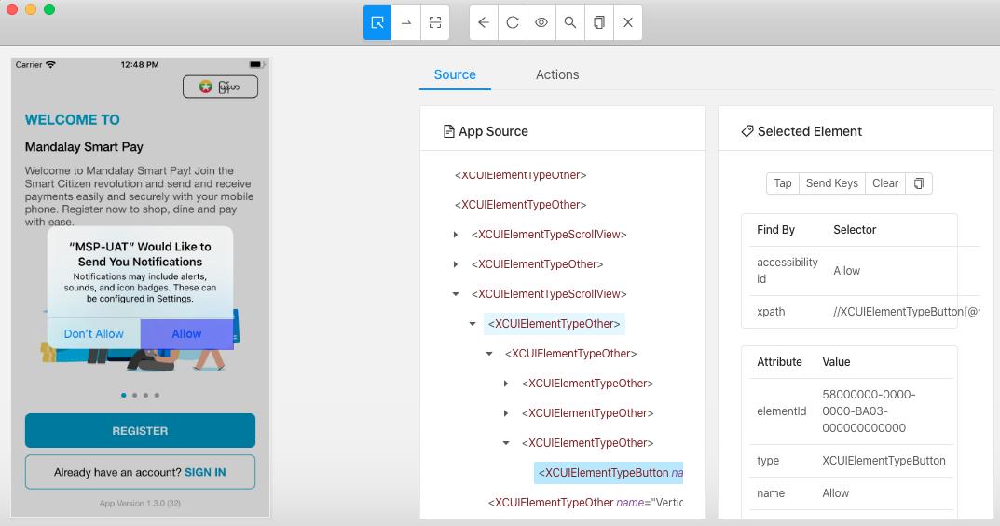 Source
Actions
Carrier
12:48 PM
မြန်မာ
WELCOME TO
Mandalay Smart Pay
Welcome to Mandalay Smart Pay! Join the
Smart Citizen revolution and send and receive
payments easily and securely with your mobile
phone. Register now to shop, dine and pay
with ease.
“MSP-UAT” Would Like to
Send You Notifications
Notifications may include alerts,
sounds, and icon badges. These can
be configured in Settings.
Don’t Allow
Allow
REGISTER
Already have an account? SIGN IN
App Version 1.3.0 (32)
App Source
<XCUIElementTypeOther>
<XCUIElementTypeOther>
<XCUIElementTypeScrollView>
<XCUIElementTypeOther>
<XCUIElementTypeScrollView>
<XCUIElementTypeOther>
<XCUIElementTypeOther>
<XCUIElementTypeOther>
<XCUIElementTypeOther>
<XCUIElementTypeOther>
<XCUIElementTypeButton na
<XCUIElementTypeOther name="Vertic
Selected Element
Tap
Send Keys
Clear
Find By
Selector
accessibility
id
Allow
xpath
//XCUIElementTypeButton[@n
Attribute
Value
elementId
58000000-0000-
0000-BA03-
000000000000
type
XCUIElementTypeButton
name
Allow